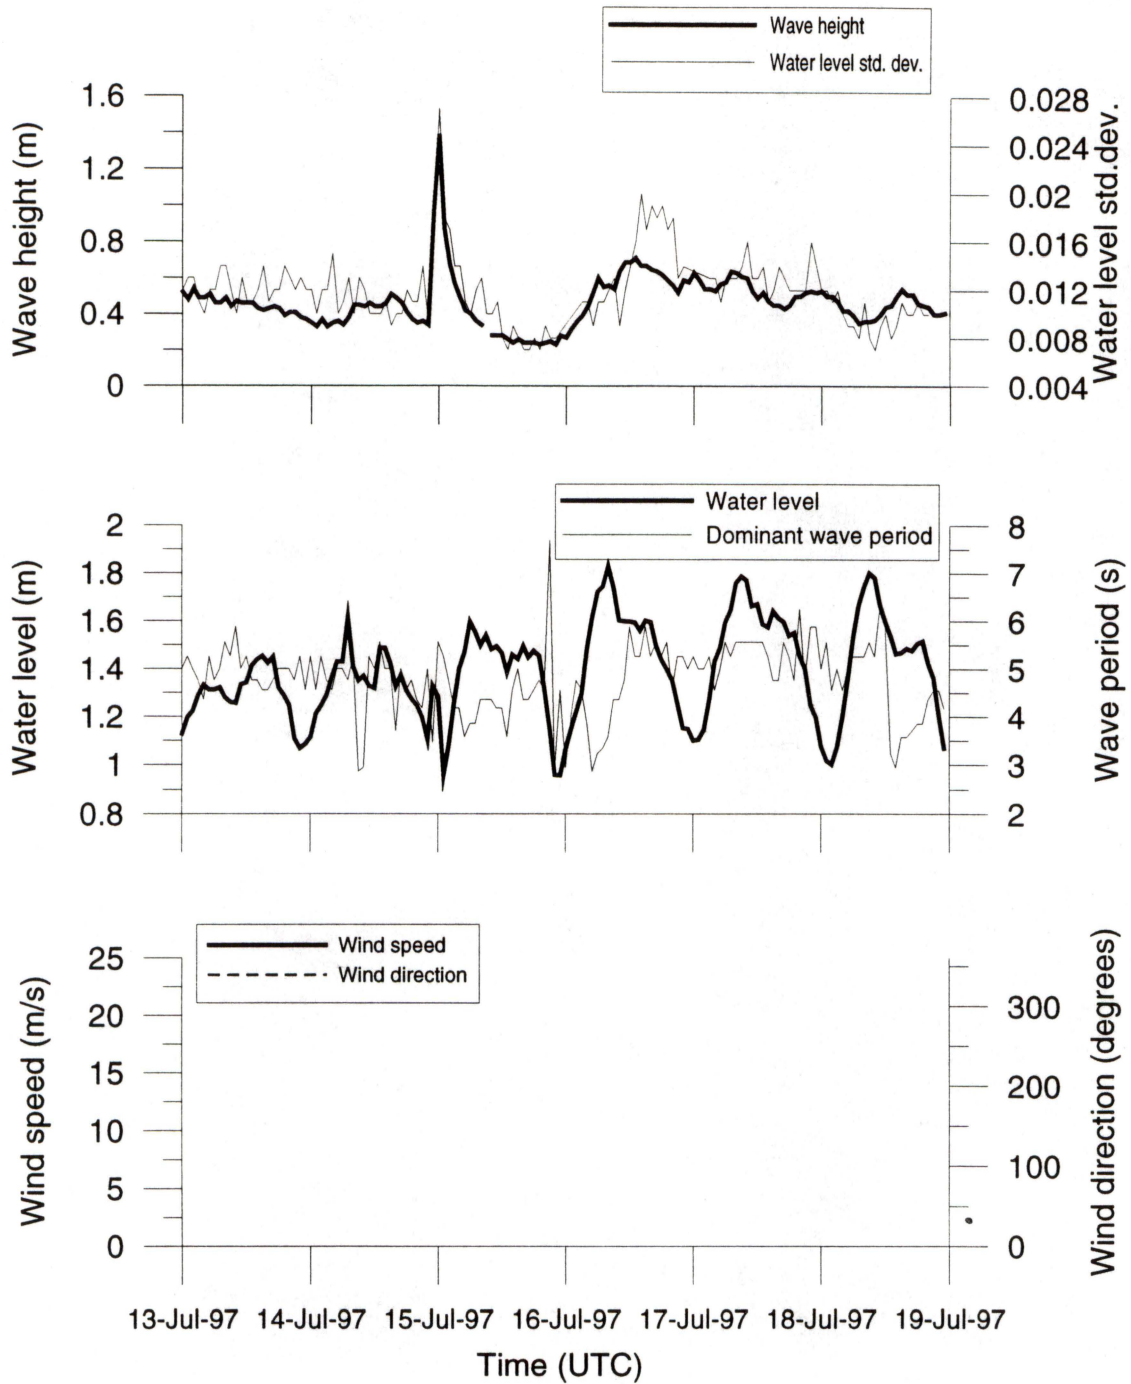 Wave height
Water level std. dev.
1.6
1.2
0.8
0.4
0
Wave height (m)
0.028
0.024
0.02
0.016
0.012
0.008
0.004
Water level std.dev.
Water level
Dominant wave period
2
1.8
1.6
1.4
1.2
1
0.8
Water level (m)
8
7
6
5
4
3
2
Wave period (s)
Wind speed
Wind direction
25
20
15
10
5
0
Wind speed (m/s)
300
200
100
0
Wind direction (degrees)
13-Jul-97 14-Jul-97 15-Jul-97 16-Jul-97 17-Jul-97 18-Jul-97 19-Jul-97
Time (UTC)